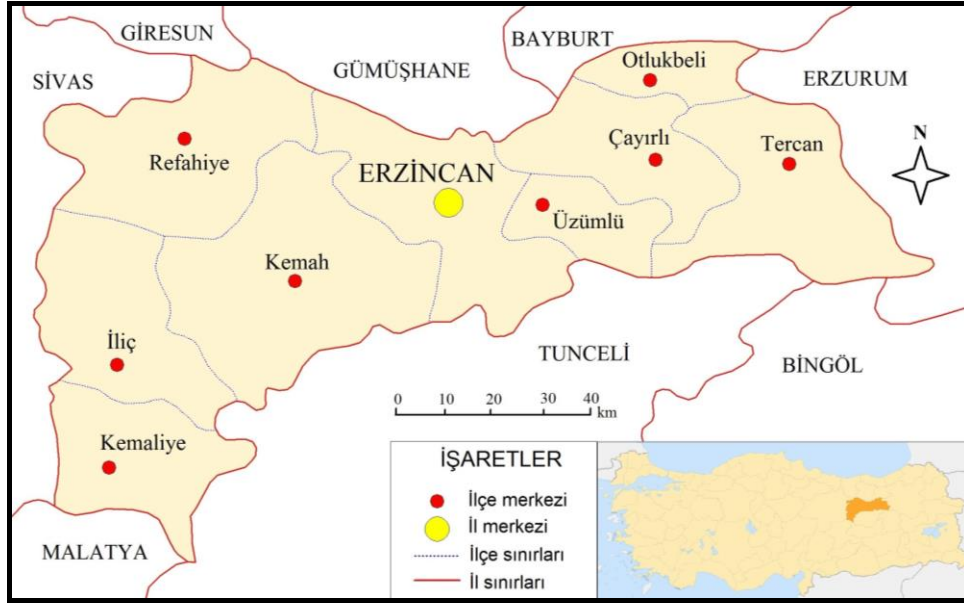 GİRESUN
BAYBURT
SİVAS
GÜMÜŞHANE
Otlukbeli
ERZURUM
N
Refahiye
Çayırlı
Tercan
ERZİNCAN
Üzümlü
Kemah
İliç
TUNCELİ
BİNGÖL
0 10 20 30 40
km
Kemaliye
MALATYA
İŞARETLER
İlçe merkezi
İl merkezi
İlçe sınırları
İl sınırları